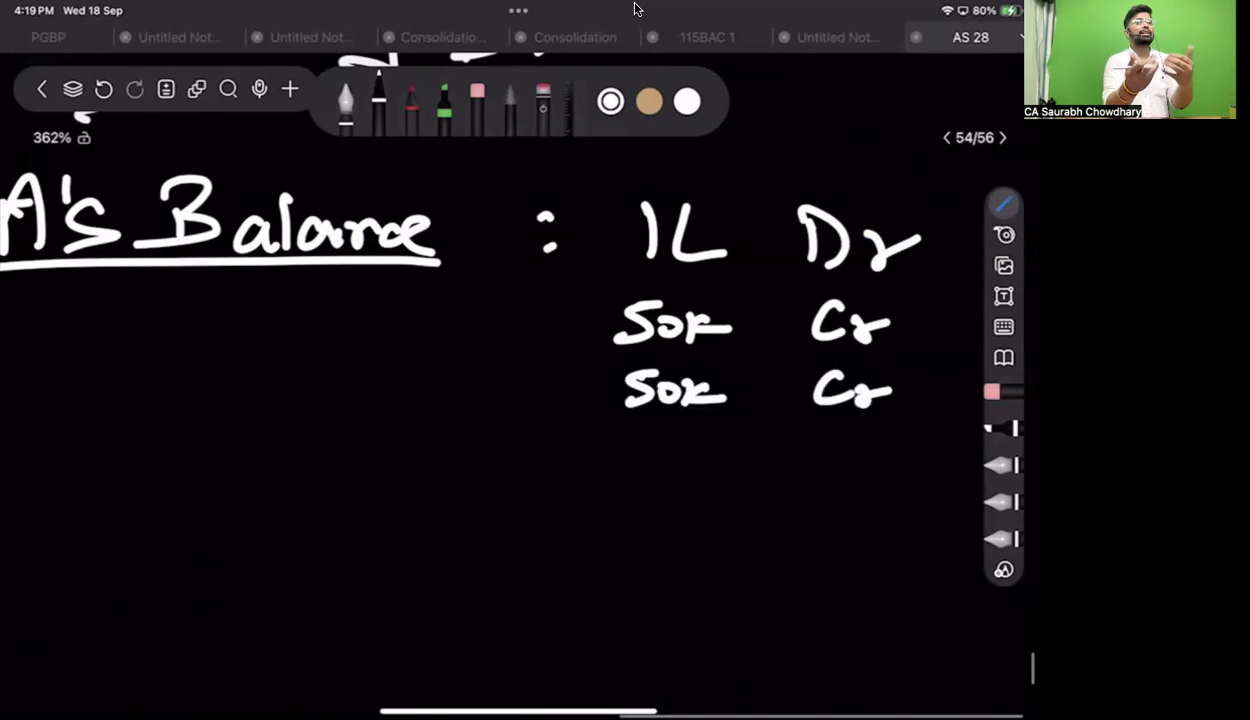 4:19 PM Wed 18 Sep
80%
PGBP
Untitled Not...
Untitled Not...
Consolidatio...
Consolidation
115BAC 1
Untitled Not...
AS 28
CA Saurabh Chowdhary
362%
54/56
A's Balance : 1L Dr
50k Cr
50k Cr